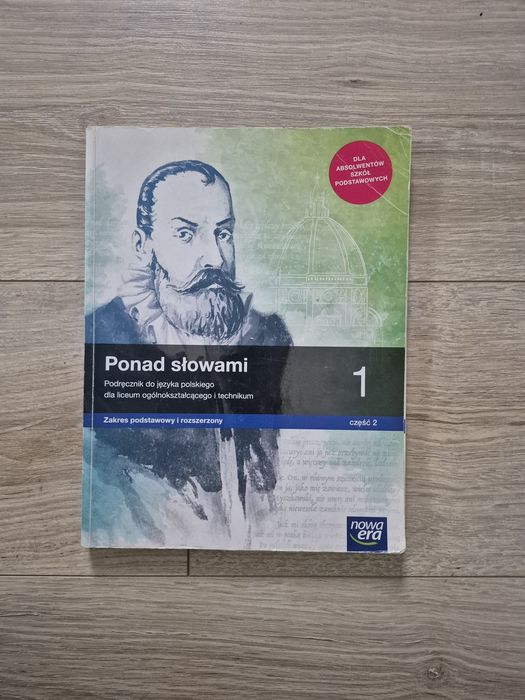 DLA
ABSOLWENTÓW
SZKÓŁ
PODSTAWOWYCH
Ponad słowami
Podręcznik do języka polskiego
dla liceum ogólnokształcącego i technikum
1
Zakres podstawowy i rozszerzony
część 2
nowa
era